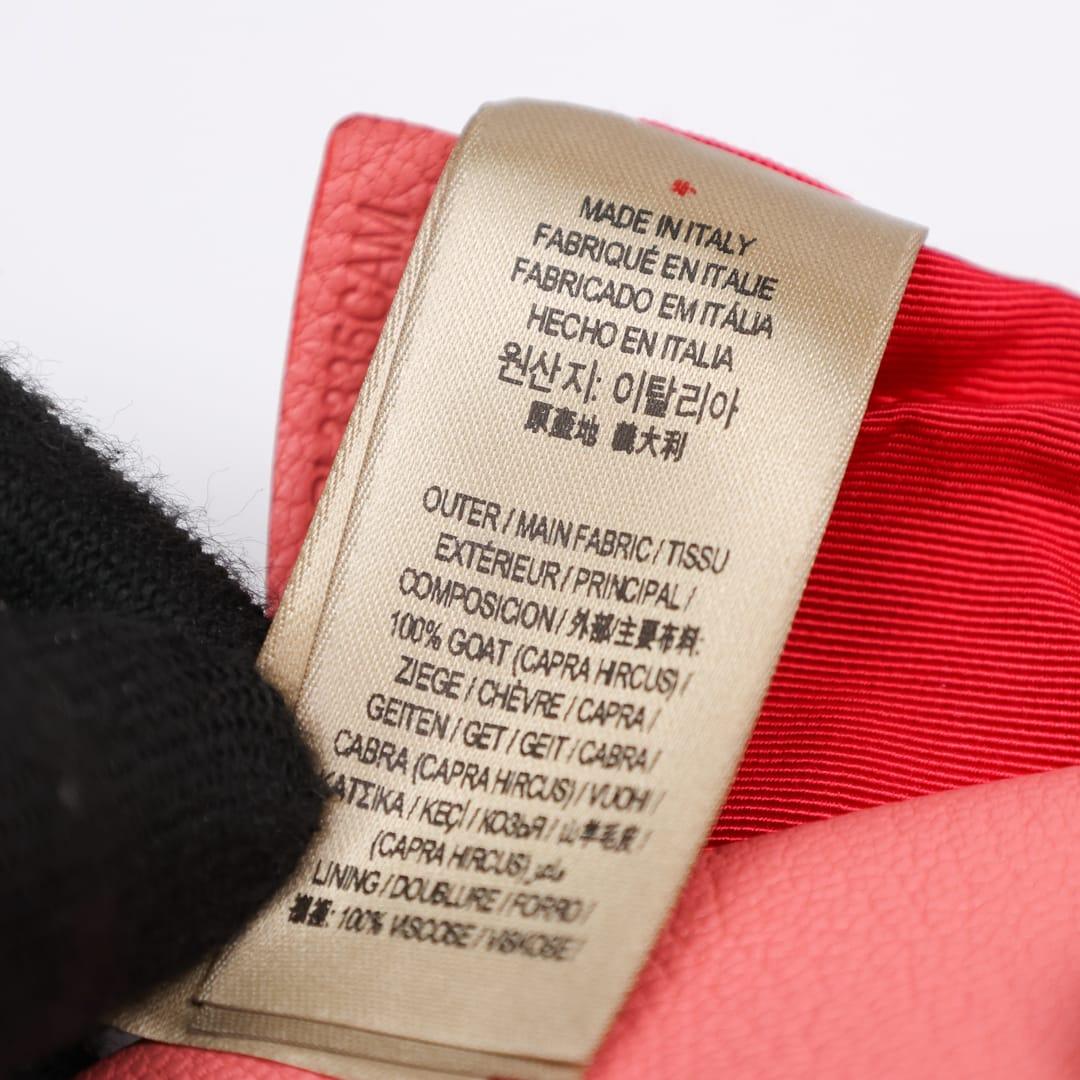 MADE IN ITALY
FABRIQUÉ EN ITALIE
FABRICADO EM ITÁLIA
HECHO EN ITALIA
원산지: 이탈리아
原産地 義大利
OUTER / MAIN FABRIC / TISSU
EXTÉRIEUR / PRINCIPAL /
COMPOSICION / 外部/主要布料:
100% GOAT (CAPRA HIRCUS) /
ZIEGE / CHÈVRE / CAPRA /
GEITEN / GET / GEIT / CABRA /
CABRA (CAPRA HIRCUS) / VUOHI /
ΚΑΤΣΙΚΑ / KEÇİ / КОЗЬЯ / 山羊毛皮 /
(CAPRA HIRCUS) ماعز
LINING / DOUBLURE / FORRO /
裡: 100% VISCOSE / VISKOSE /